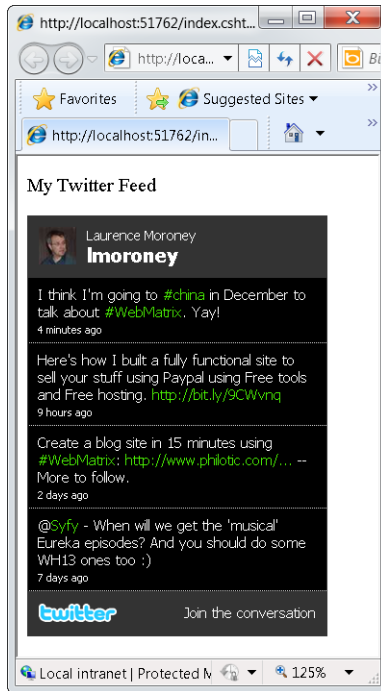 http://localhost:51762/index.csht...
http://loca...
Favorites
Suggested Sites
http://localhost:51762/in...
My Twitter Feed
Laurence Moroney
lmoroney
I think I'm going to #china in December to
talk about #WebMatrix. Yay!
4 minutes ago
Here's how I built a fully functional site to
sell your stuff using Paypal using Free tools
and Free hosting. http://bit.ly/9CWvnq
9 hours ago
Create a blog site in 15 minutes using
#WebMatrix: http://www.philotic.com/... --
More to follow.
2 days ago
@Syfy - When will we get the 'musical'
Eureka episodes? And you should do some
WH13 ones too :)
7 days ago
twitter
Join the conversation
Local intranet | Protected M
125%